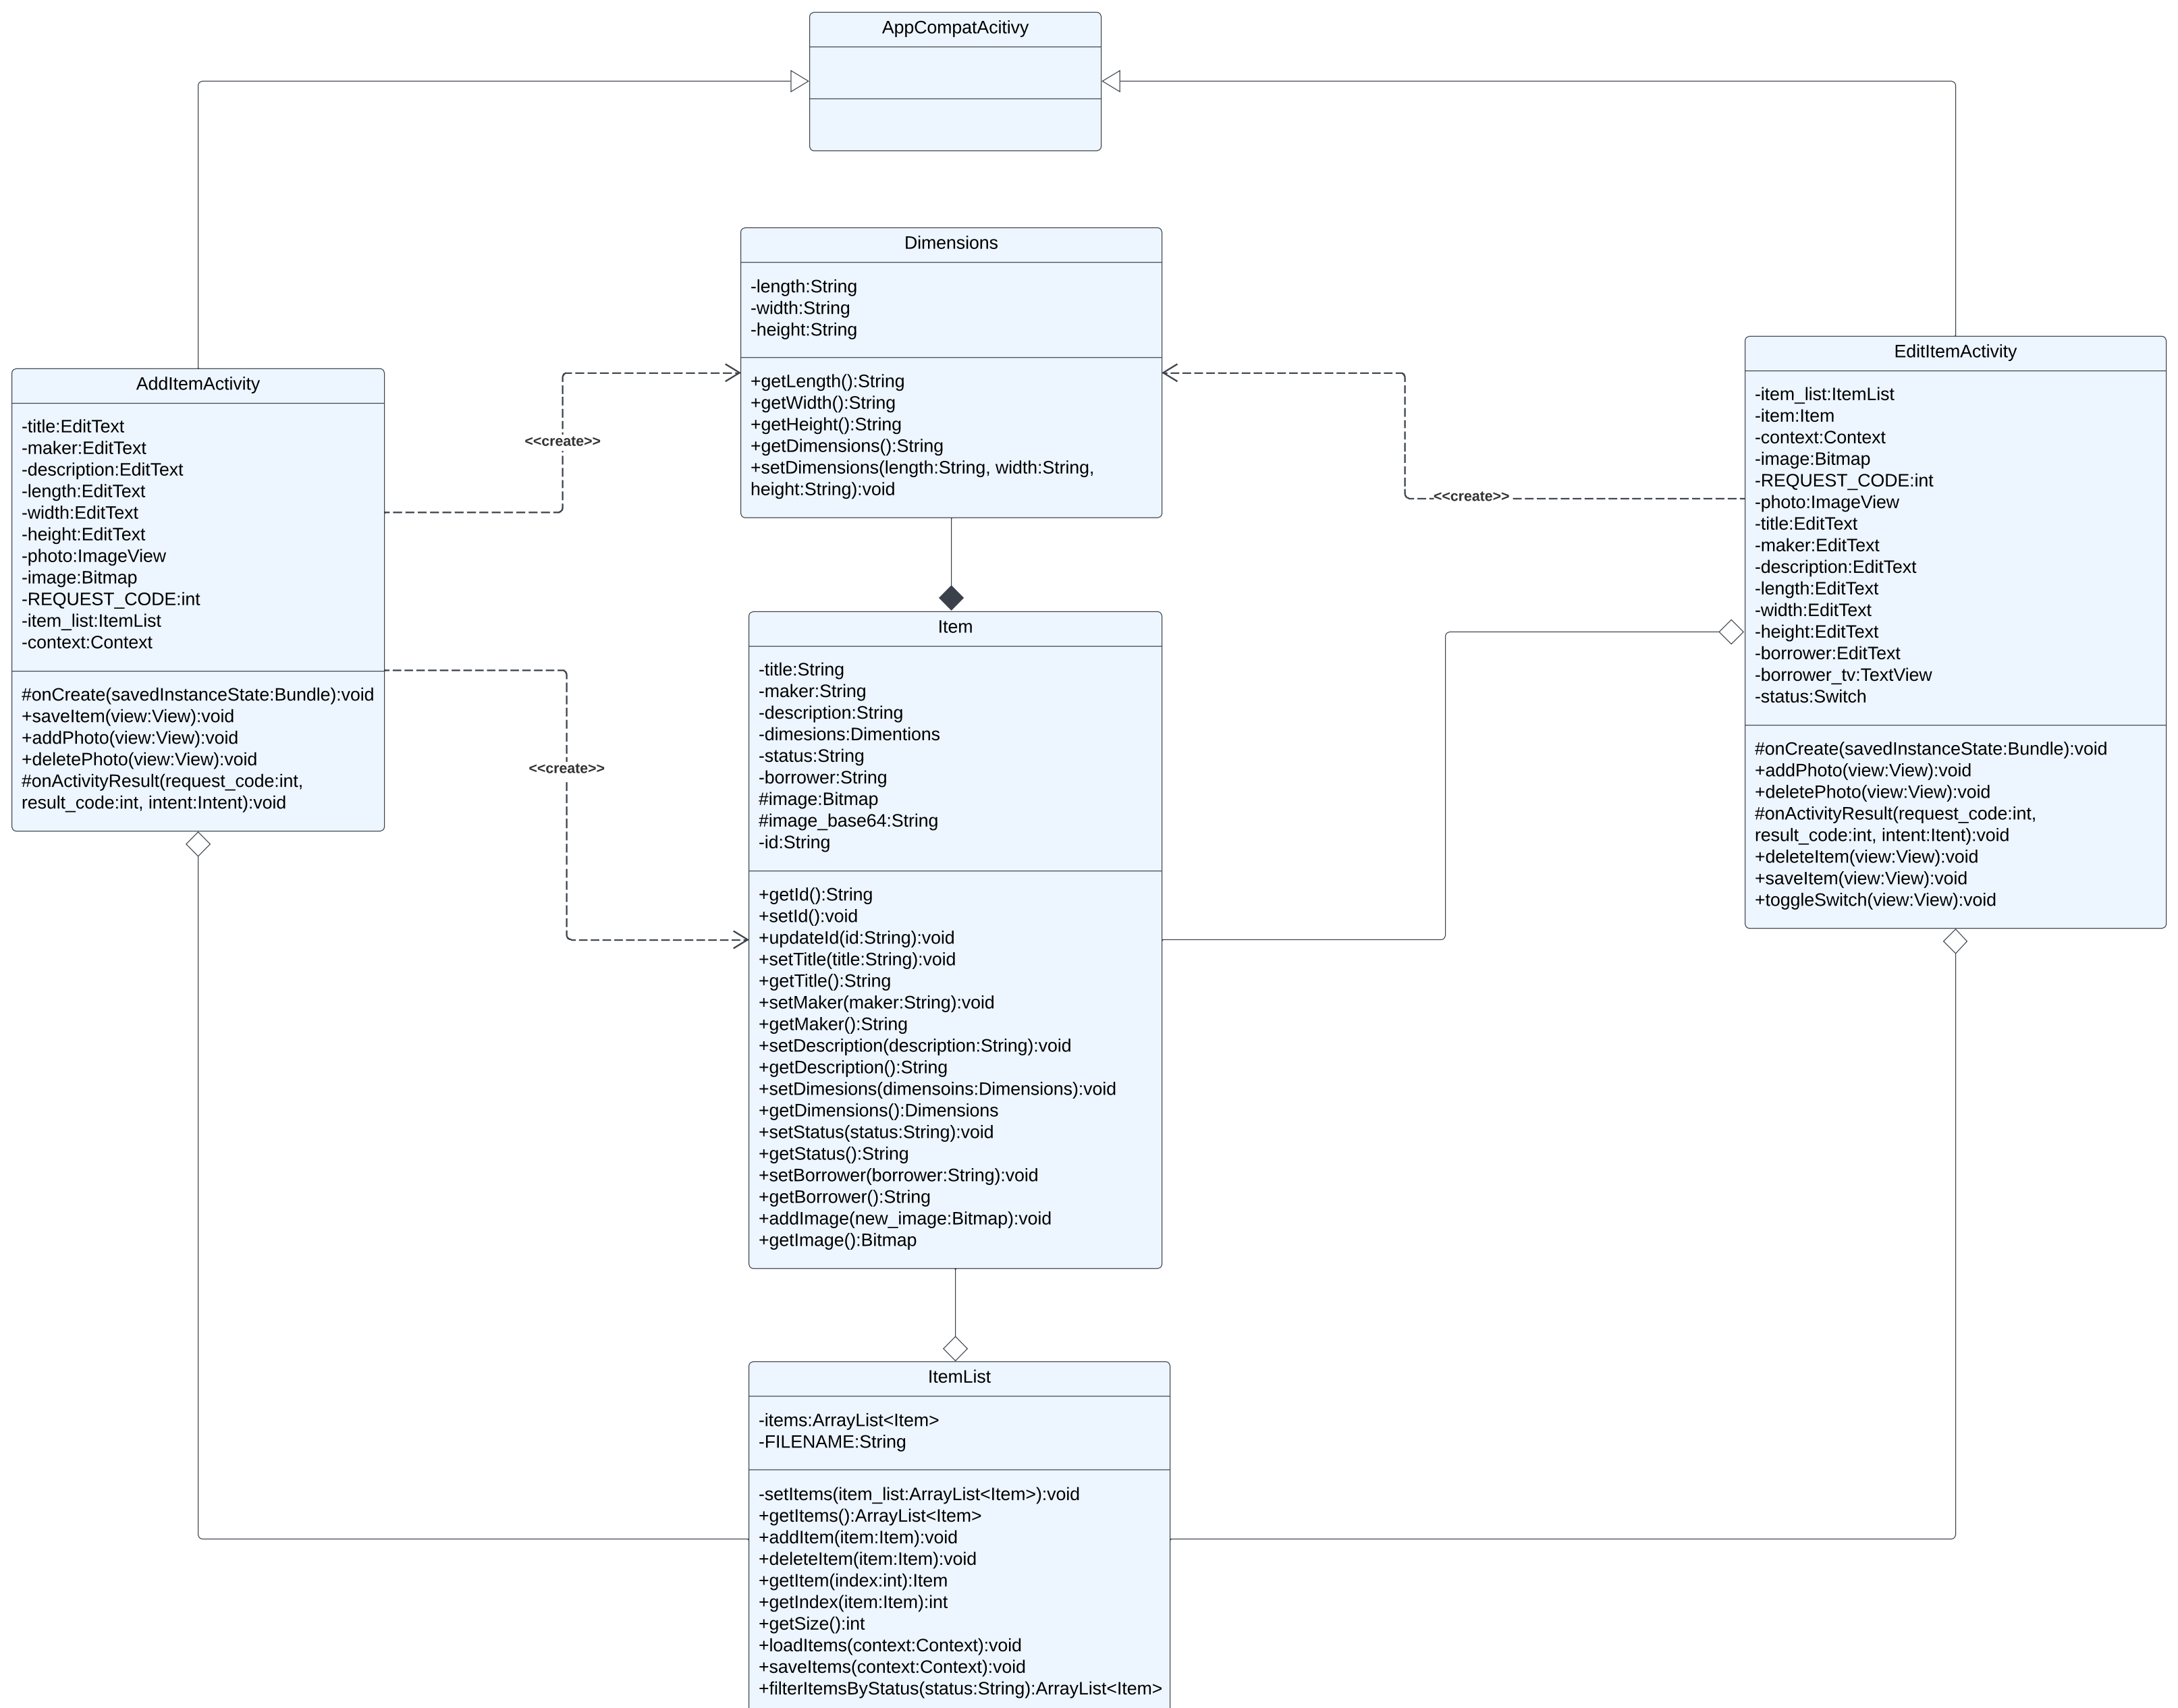 AppCompatAcitivy
Dimensions
-length:String
-width:String
-height:String
+getLength():String
+getWidth():String
+getHeight():String
+getDimensions():String
+setDimensions(length:String, width:String,
height:String):void
AddItemActivity
-title:EditText
-maker:EditText
-description:EditText
-length:EditText
-width:EditText
-height:EditText
-photo:ImageView
-image:Bitmap
-REQUEST_CODE:int
-item_list:ItemList
-context:Context
#onCreate(savedInstanceState:Bundle):void
+saveItem(view:View):void
+addPhoto(view:View):void
+deletePhoto(view:View):void
#onActivityResult(request_code:int,
result_code:int, intent:Intent):void
<<create>>
<<create>>
<<create>>
EditItemActivity
-item_list:ItemList
-item:Item
-context:Context
-image:Bitmap
-REQUEST_CODE:int
-photo:ImageView
-title:EditText
-maker:EditText
-description:EditText
-length:EditText
-width:EditText
-height:EditText
-borrower:EditText
-borrower_tv:TextView
-status:Switch
#onCreate(savedInstanceState:Bundle):void
+addPhoto(view:View):void
+deletePhoto(view:View):void
#onActivityResult(request_code:int,
result_code:int, intent:Itent):void
+deleteItem(view:View):void
+saveItem(view:View):void
+toggleSwitch(view:View):void
Item
-title:String
-maker:String
-description:String
-dimesions:Dimentions
-status:String
-borrower:String
#image:Bitmap
#image_base64:String
-id:String
+getId():String
+setId():void
+updateId(id:String):void
+setTitle(title:String):void
+getTitle():String
+setMaker(maker:String):void
+getMaker():String
+setDescription(description:String):void
+getDescription():String
+setDimesions(dimensoins:Dimensions):void
+getDimensions():Dimensions
+setStatus(status:String):void
+getStatus():String
+setBorrower(borrower:String):void
+getBorrower():String
+addImage(new_image:Bitmap):void
+getImage():Bitmap
ItemList
-items:ArrayList<Item>
-FILENAME:String
-setItems(item_list:ArrayList<Item>):void
+getItems():ArrayList<Item>
+addItem(item:Item):void
+deleteItem(item:Item):void
+getItem(index:int):Item
+getIndex(item:Item):int
+getSize():int
+loadItems(context:Context):void
+saveItems(context:Context):void
+filterItemsByStatus(status:String):ArrayList<Item>